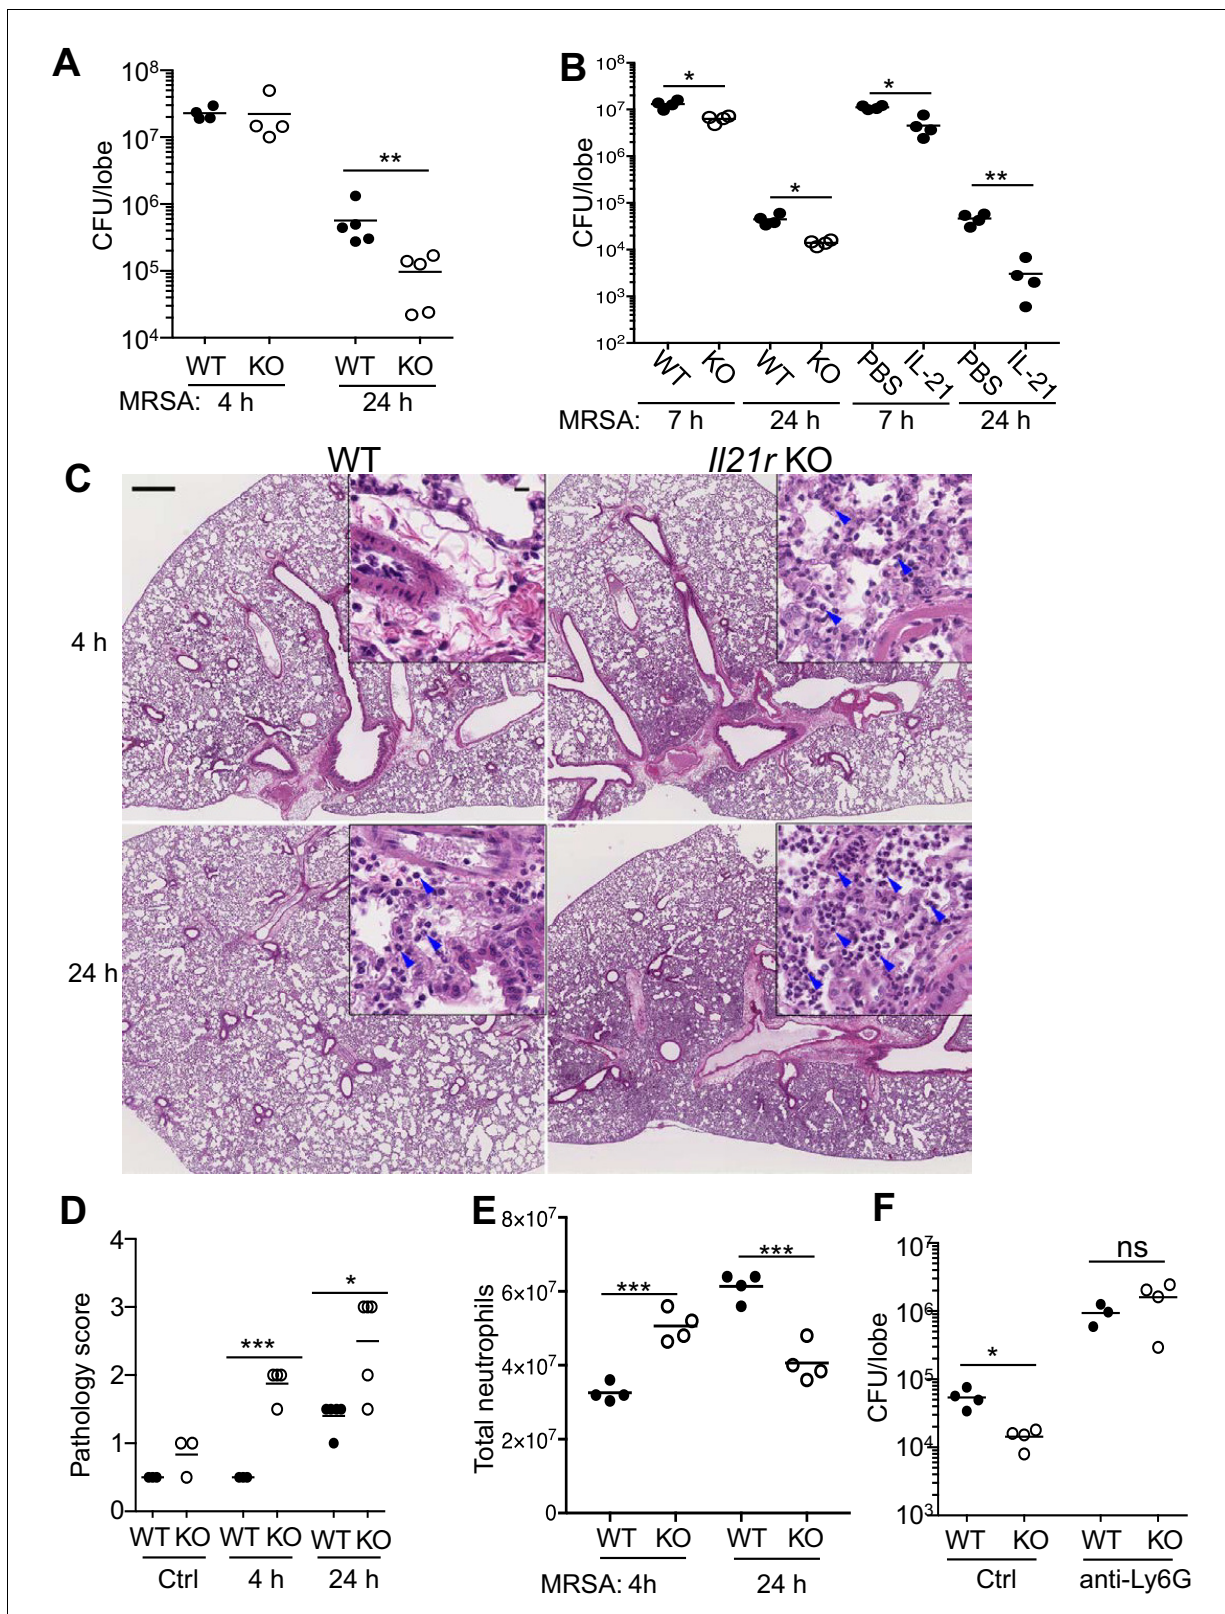 A
CFU/lobe
10⁸
10⁷
10⁶
10⁵
10⁴
**
WT KO WT KO
MRSA: 4 h 24 h
B
CFU/lobe
10⁸
10⁷
10⁶
10⁵
10⁴
10³
10²
* * * **
WT KO WT KO PBS IL-21 PBS IL-21
MRSA: 7 h 24 h 7 h 24 h
C
WT Il21r KO
4 h
24 h
D
Pathology score
4
3
2
1
0
*** *
WT KO WT KO WT KO
Ctrl 4 h 24 h
E
Total neutrophils
8×10⁷
6×10⁷
4×10⁷
2×10⁷
0
*** ***
WT KO WT KO
MRSA: 4h 24 h
F
CFU/lobe
10⁷
10⁶
10⁵
10⁴
10³
* ns
WT KO WT KO
Ctrl anti-Ly6G